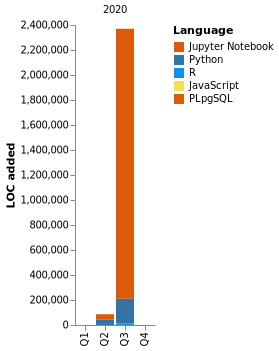 2020
Language
Jupyter Notebook
Python
R
JavaScript
PLpgSQL
LOC added
2,400,000
2,200,000
2,000,000
1,800,000
1,600,000
1,400,000
1,200,000
1,000,000
800,000
600,000
400,000
200,000
0
Q1
Q2
Q3
Q4